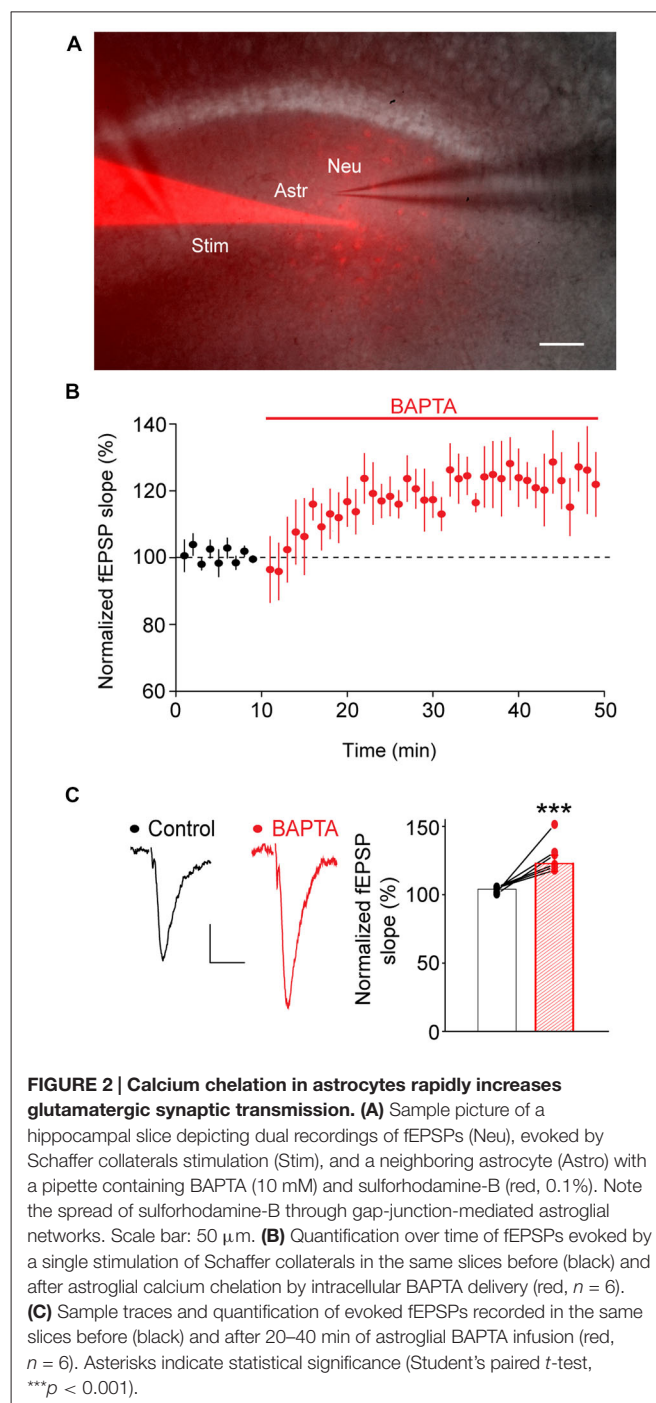 A
Neu
Astr
Stim
B
BAPTA
140
120
100
80
60
Normalized fEPSP slope (%)
0
10
20
30
40
50
Time (min)
C
Control
BAPTA
Normalized fEPSP
slope (%)
150
100
50
0
***
FIGURE 2 | Calcium chelation in astrocytes rapidly increases
glutamatergic synaptic transmission. (A) Sample picture of a
hippocampal slice depicting dual recordings of fEPSPs (Neu), evoked by
Schaffer collaterals stimulation (Stim), and a neighboring astrocyte (Astro) with
a pipette containing BAPTA (10 mM) and sulforhodamine-B (red, 0.1%). Note
the spread of sulforhodamine-B through gap-junction-mediated astroglial
networks. Scale bar: 50 μm. (B) Quantification over time of fEPSPs evoked by
a single stimulation of Schaffer collaterals in the same slices before (black) and
after astroglial calcium chelation by intracellular BAPTA delivery (red, n = 6).
(C) Sample traces and quantification of evoked fEPSPs recorded in the same
slices before (black) and after 20–40 min of astroglial BAPTA infusion (red,
n = 6). Asterisks indicate statistical significance (Student's paired t-test,
***p < 0.001).